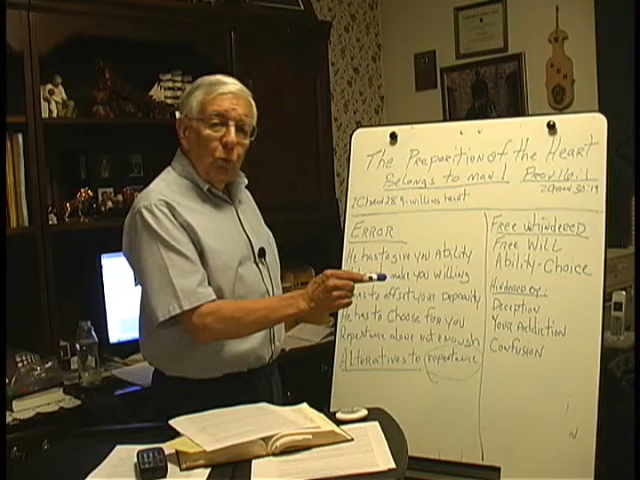 The Preparition of the Heart
Belongs to man! Prov 16:1
1 Chron 28:9 willing heart 2 Chron 30:19
ERROR
He has to give you Ability
make you willing
has to offset your Depravity
He has to Choose for you
Repentance alone not enough
Alteratives to repentance
Free whindered
Free Will
Ability-Choice
Hindered by:
Deception
Your Addiction
Confusion